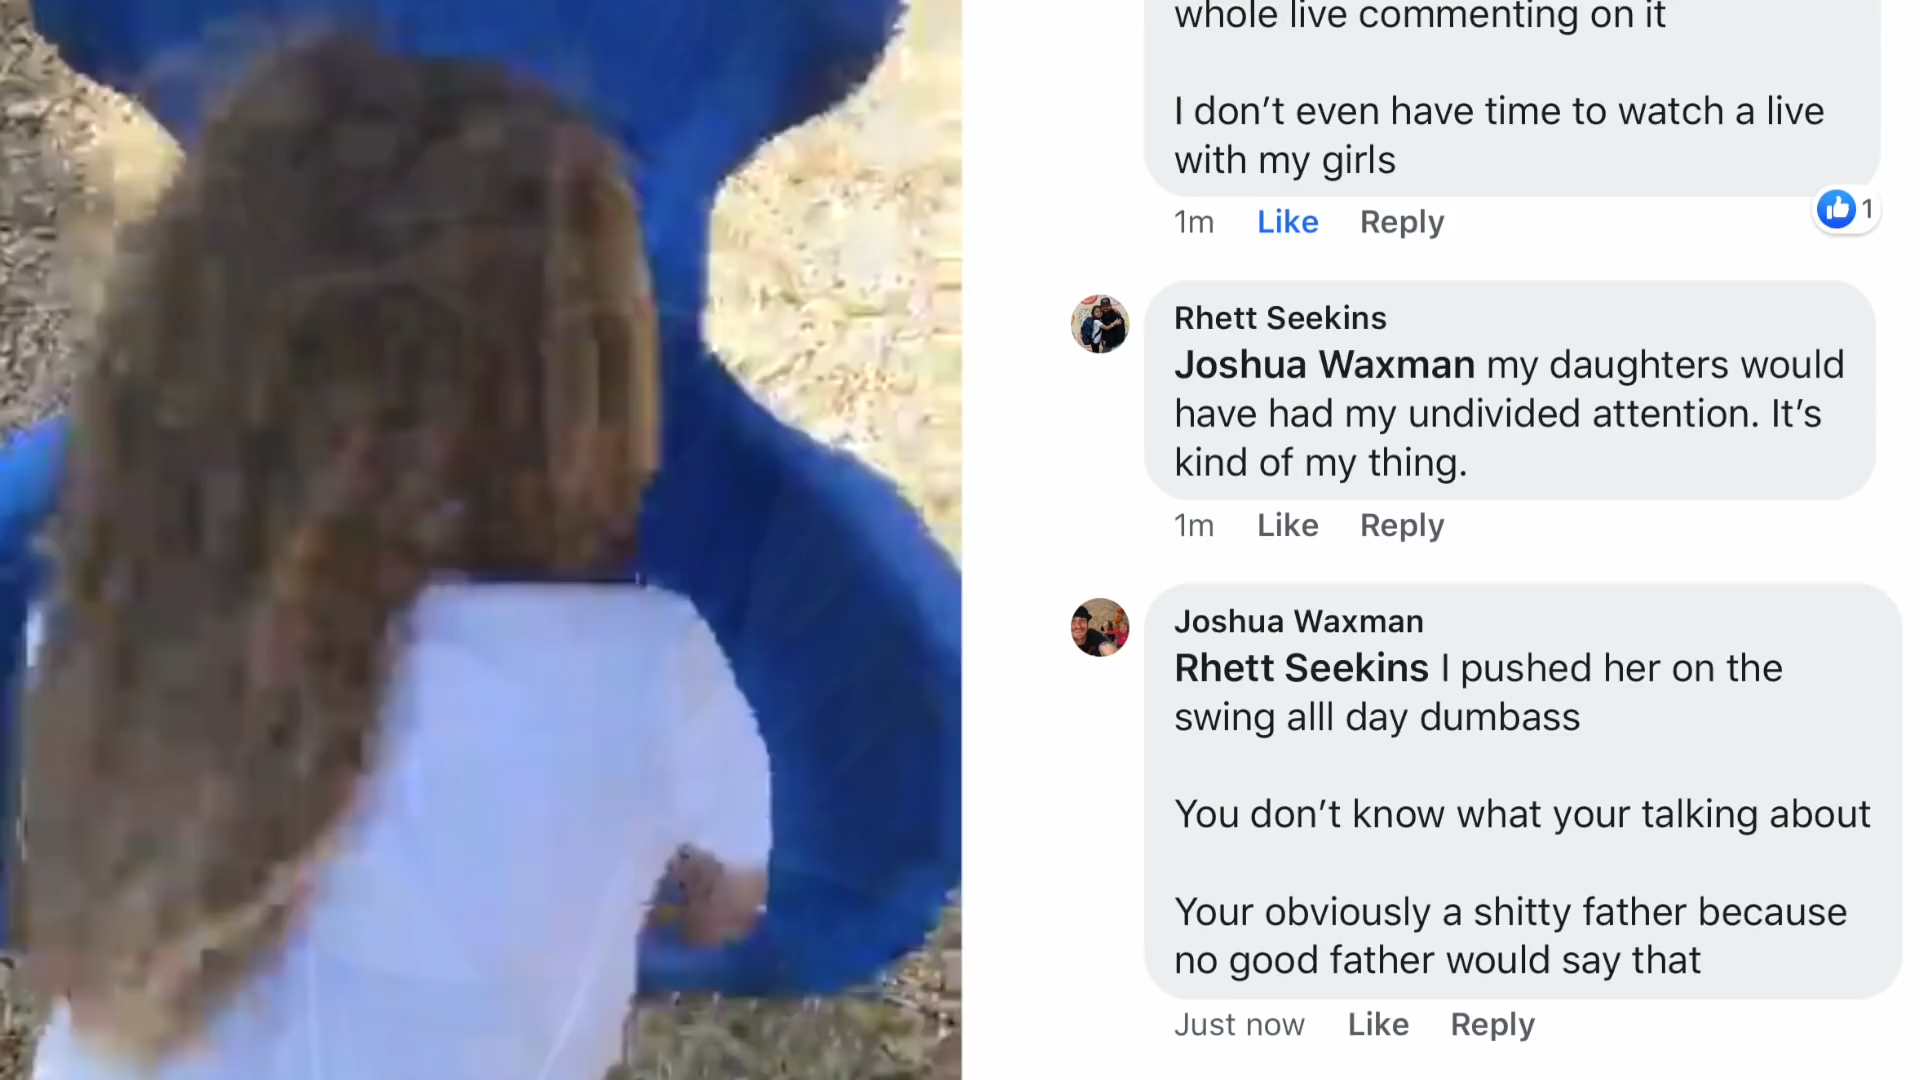 whole live commenting on it
I don’t even have time to watch a live
with my girls
1m Like Reply 1
Rhett Seekins
Joshua Waxman my daughters would
have had my undivided attention. It’s
kind of my thing.
1m Like Reply
Joshua Waxman
Rhett Seekins I pushed her on the
swing alll day dumbass
You don’t know what your talking about
Your obviously a shitty father because
no good father would say that
Just now Like Reply